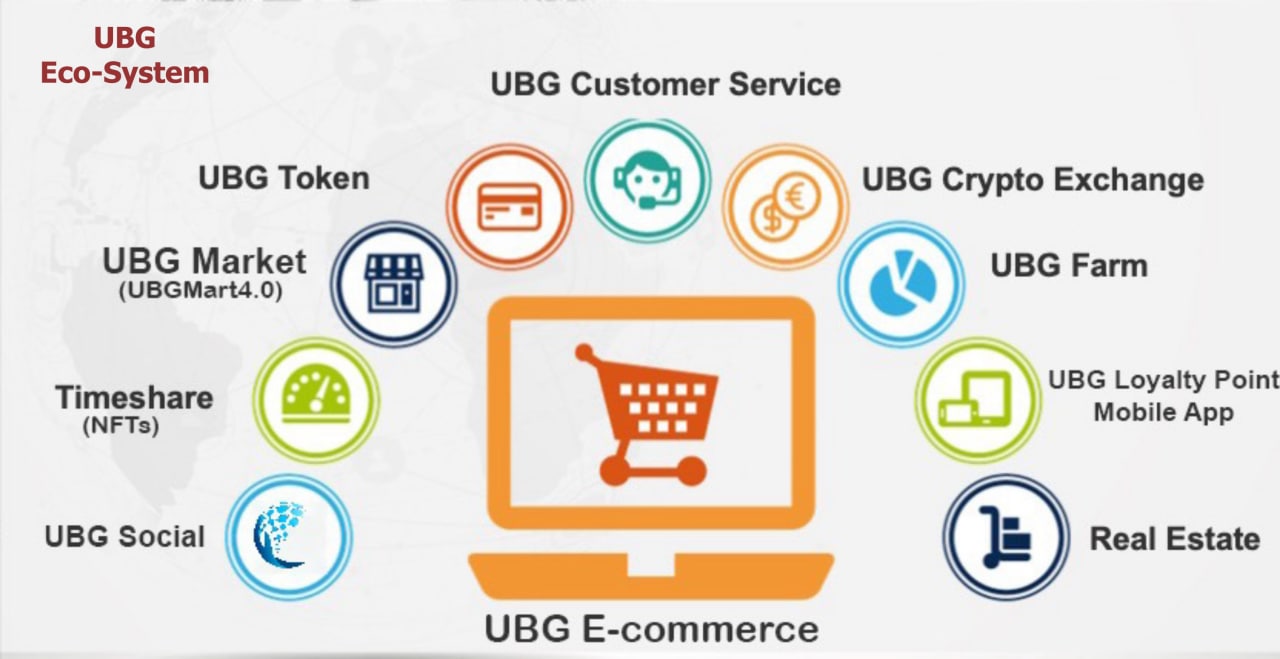 UBG
Eco-System
UBG Customer Service
UBG Token
UBG Crypto Exchange
UBG Market
(UBGMart4.0)
UBG Farm
Timeshare
(NFTs)
UBG Loyalty Point
Mobile App
UBG Social
Real Estate
UBG E-commerce